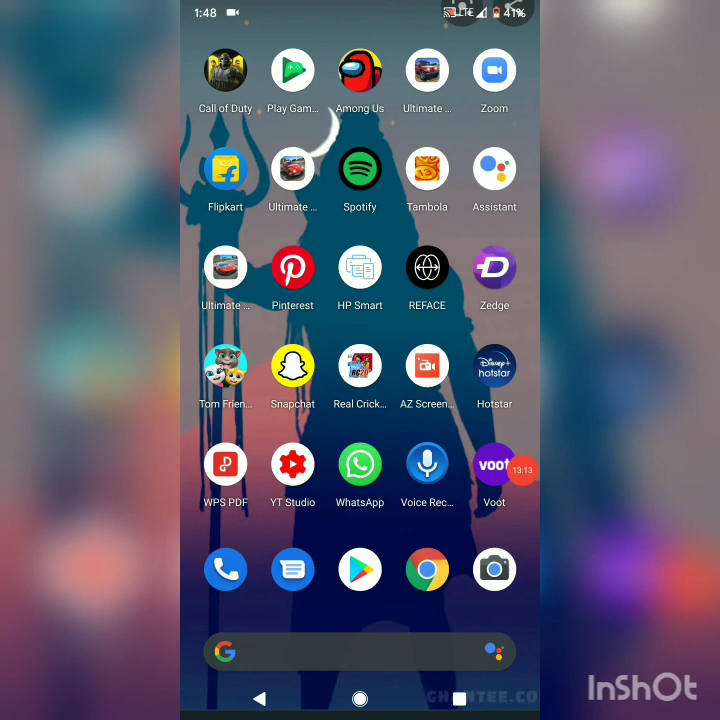 1:48 LTE 41%
Call of Duty Play Gam... Among Us Ultimate ... Zoom
Flipkart Ultimate ... Spotify Tambola Assistant
13
Ultimate ... Pinterest HP Smart REFACE Zedge
Disney+
hotstar
Tom Frien... Snapchat Real Crick... AZ Screen... Hotstar
voot 13:13
WPS PDF YT Studio WhatsApp Voice Rec... Voot
InShOt